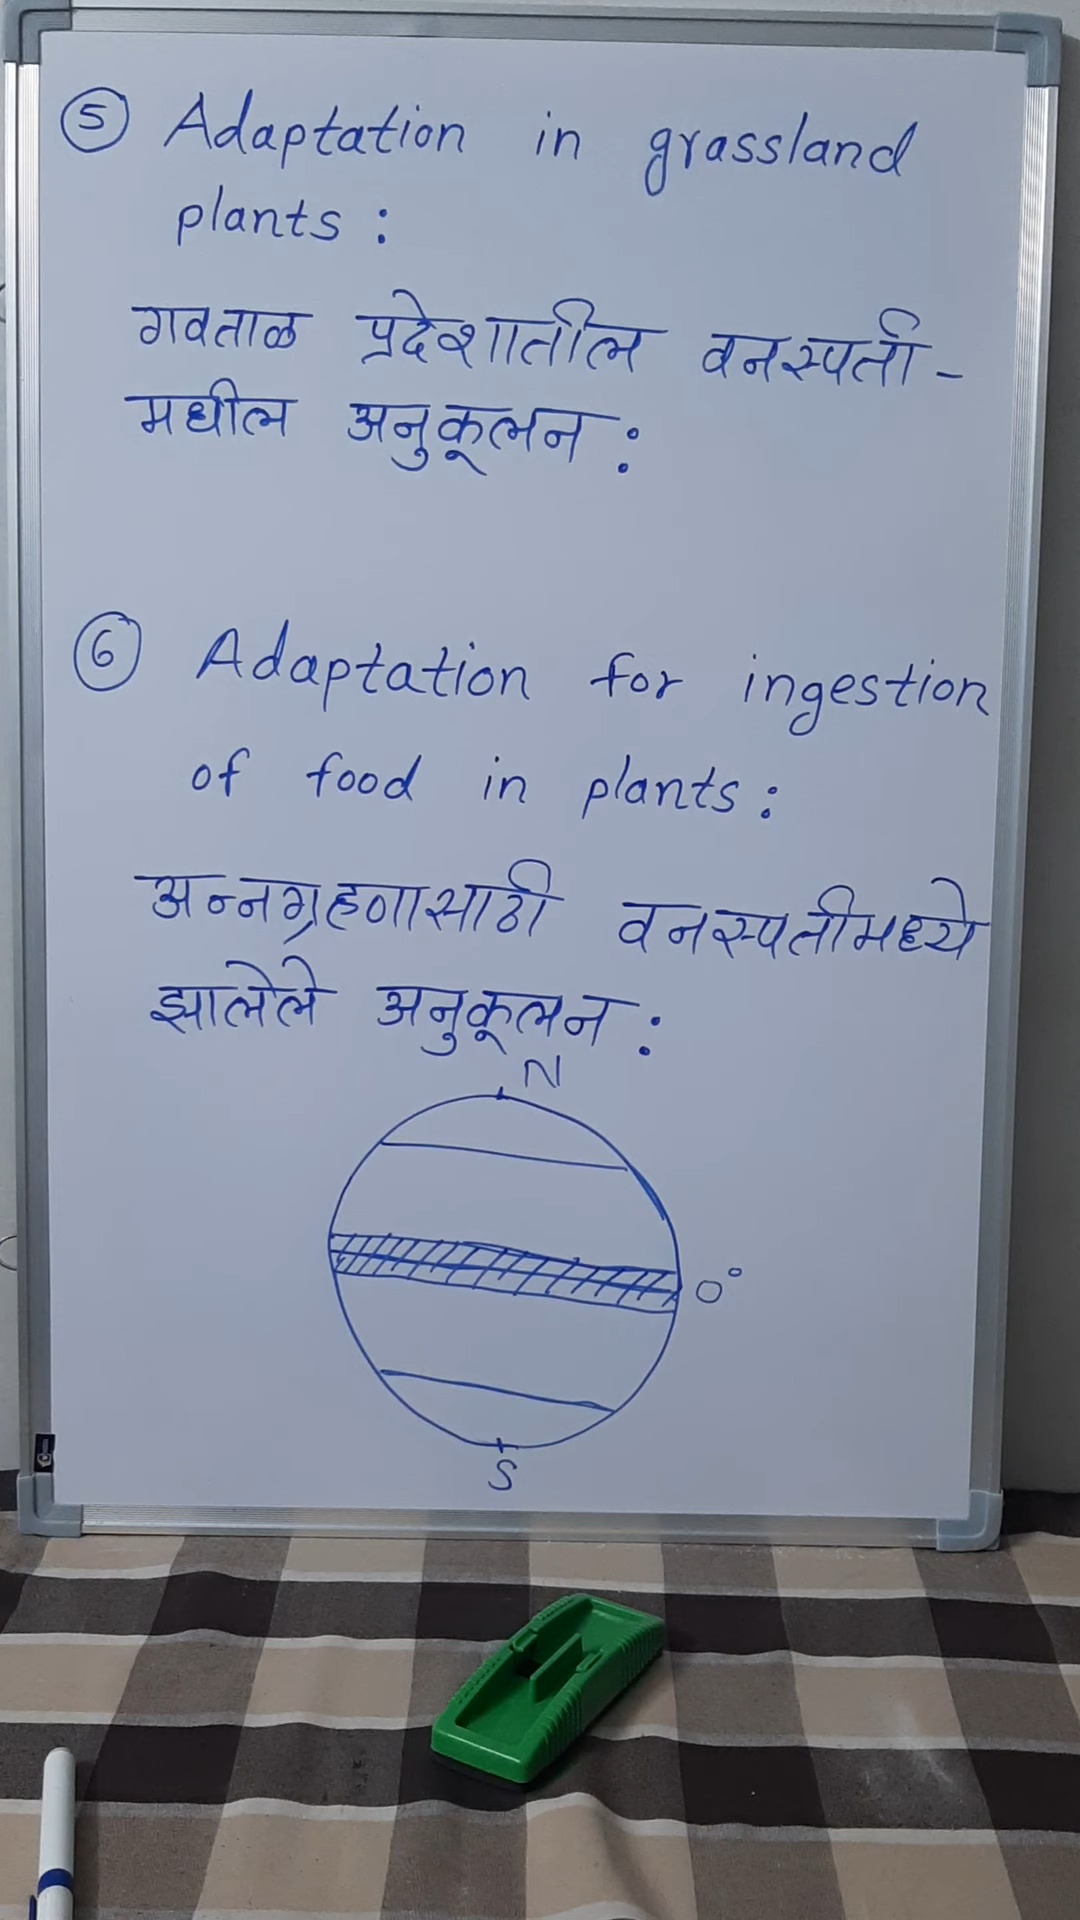 ⑤ Adaptation in grassland
plants :
गवताळ प्रदेशातील वनस्पती -
मधील अनुकूलन :
⑥ Adaptation for ingestion
of food in plants :
अन्नग्रहणासाठी वनस्पतीमध्ये
झालेले अनुकूलन :
N
0°
S